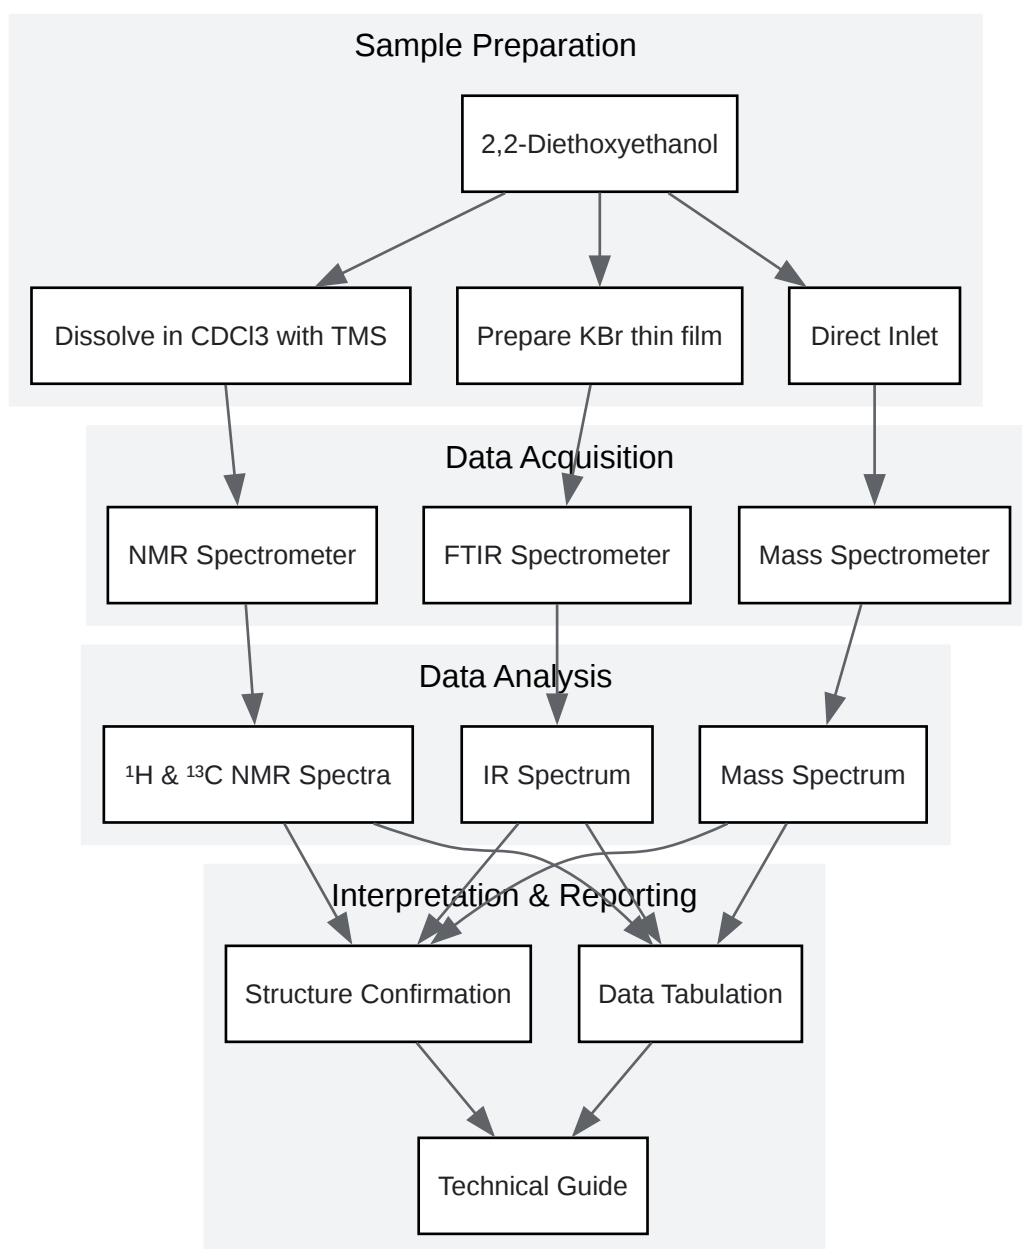 Sample Preparation
2,2-Diethoxyethanol
Dissolve in CDCl3 with TMS
Prepare KBr thin film
Direct Inlet
Data Acquisition
NMR Spectrometer
FTIR Spectrometer
Mass Spectrometer
Data Analysis
¹H & ¹³C NMR Spectra
IR Spectrum
Mass Spectrum
Interpretation & Reporting
Structure Confirmation
Data Tabulation
Technical Guide